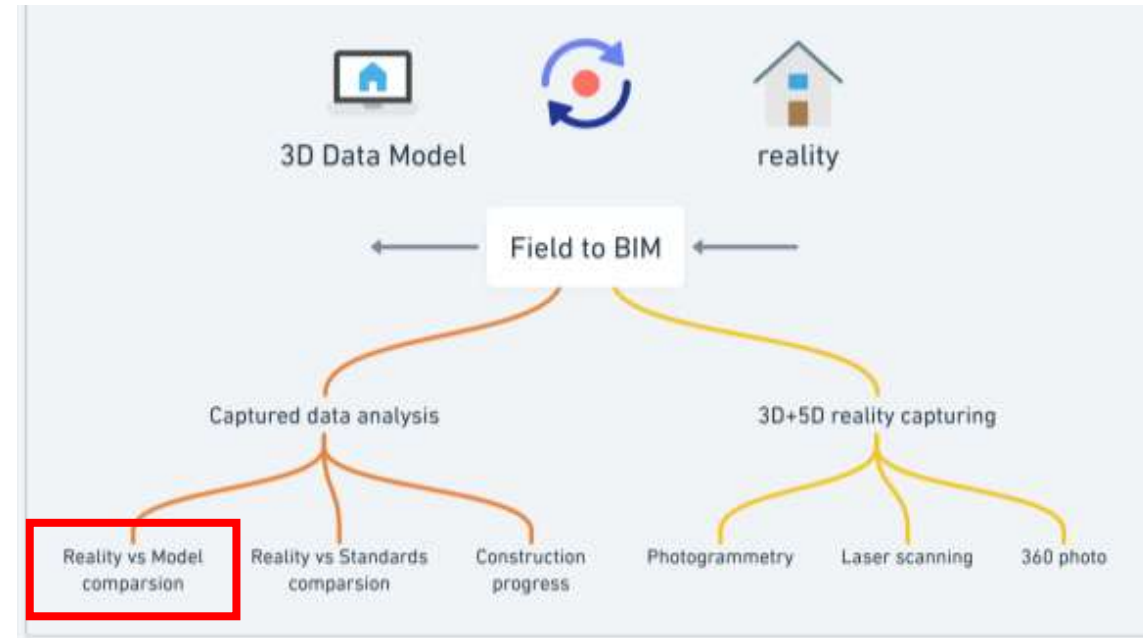 3D Data Model
reality
Field to BIM
Captured data analysis
3D+5D reality capturing
Reality vs Model
comparsion
Reality vs Standards
comparsion
Construction
progress
Photogrammetry
Laser scanning
360 photo